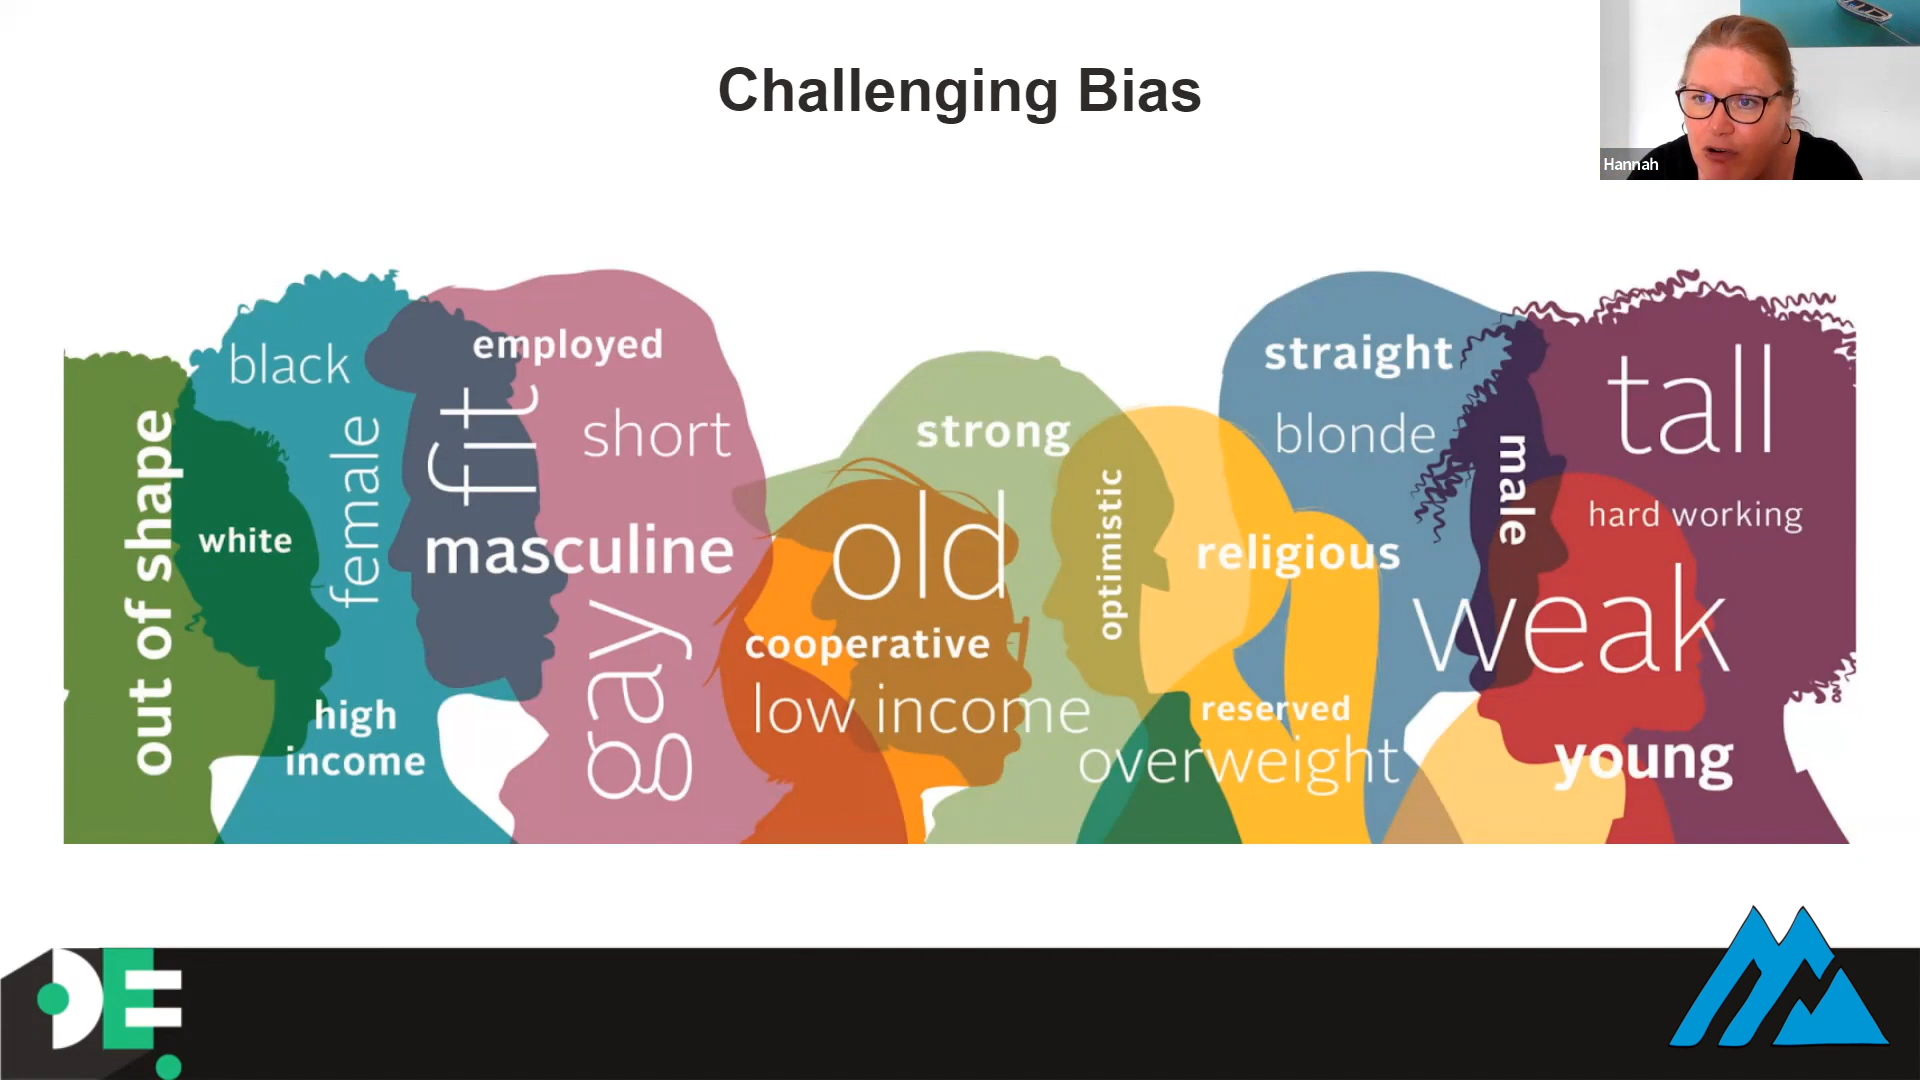 Challenging Bias
Hannah
out of shape
black
white
female
high
income
fit
employed
short
masculine
gay
strong
old
cooperative
low income
optimistic
religious
reserved
overweight
straight
blonde
male
tall
hard working
weak
young
DE